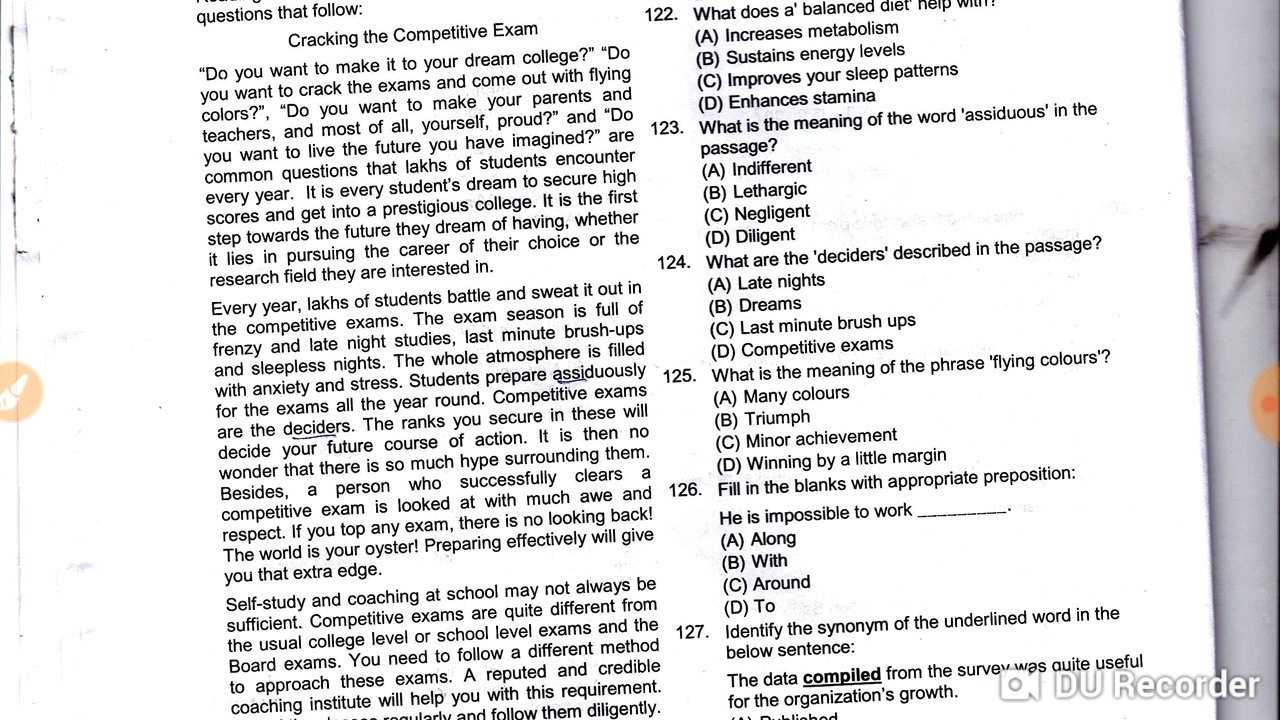 questions that follow:
Cracking the Competitive Exam
“Do you want to make it to your dream college?” “Do
you want to crack the exams and come out with flying
colors?”, “Do you want to make your parents and
teachers, and most of all, yourself, proud?” and “Do
you want to live the future you have imagined?” are
common questions that lakhs of students encounter
every year. It is every student’s dream to secure high
scores and get into a prestigious college. It is the first
step towards the future they dream of having, whether
it lies in pursuing the career of their choice or the
research field they are interested in.
Every year, lakhs of students battle and sweat it out in
the competitive exams. The exam season is full of
frenzy and late night studies, last minute brush-ups
and sleepless nights. The whole atmosphere is filled
with anxiety and stress. Students prepare assiduously
for the exams all the year round. Competitive exams
are the deciders. The ranks you secure in these will
decide your future course of action. It is then no
wonder that there is so much hype surrounding them.
Besides, a person who successfully clears a
competitive exam is looked at with much awe and
respect. If you top any exam, there is no looking back!
The world is your oyster! Preparing effectively will give
you that extra edge.
Self-study and coaching at school may not always be
sufficient. Competitive exams are quite different from
the usual college level or school level exams and the
Board exams. You need to follow a different method
to approach these exams. A reputed and credible
coaching institute will help you with this requirement.
regularly and follow them diligently.
122. What does a' balanced diet' help with?
(A) Increases metabolism
(B) Sustains energy levels
(C) Improves your sleep patterns
(D) Enhances stamina
123. What is the meaning of the word 'assiduous' in the
passage?
(A) Indifferent
(B) Lethargic
(C) Negligent
(D) Diligent
124. What are the 'deciders' described in the passage?
(A) Late nights
(B) Dreams
(C) Last minute brush ups
(D) Competitive exams
125. What is the meaning of the phrase 'flying colours'?
(A) Many colours
(B) Triumph
(C) Minor achievement
(D) Winning by a little margin
126. Fill in the blanks with appropriate preposition:
He is impossible to work _________.
(A) Along
(B) With
(C) Around
(D) To
127. Identify the synonym of the underlined word in the
below sentence:
The data compiled from the survey was quite useful
for the organization’s growth.
(A) Published
DU Recorder